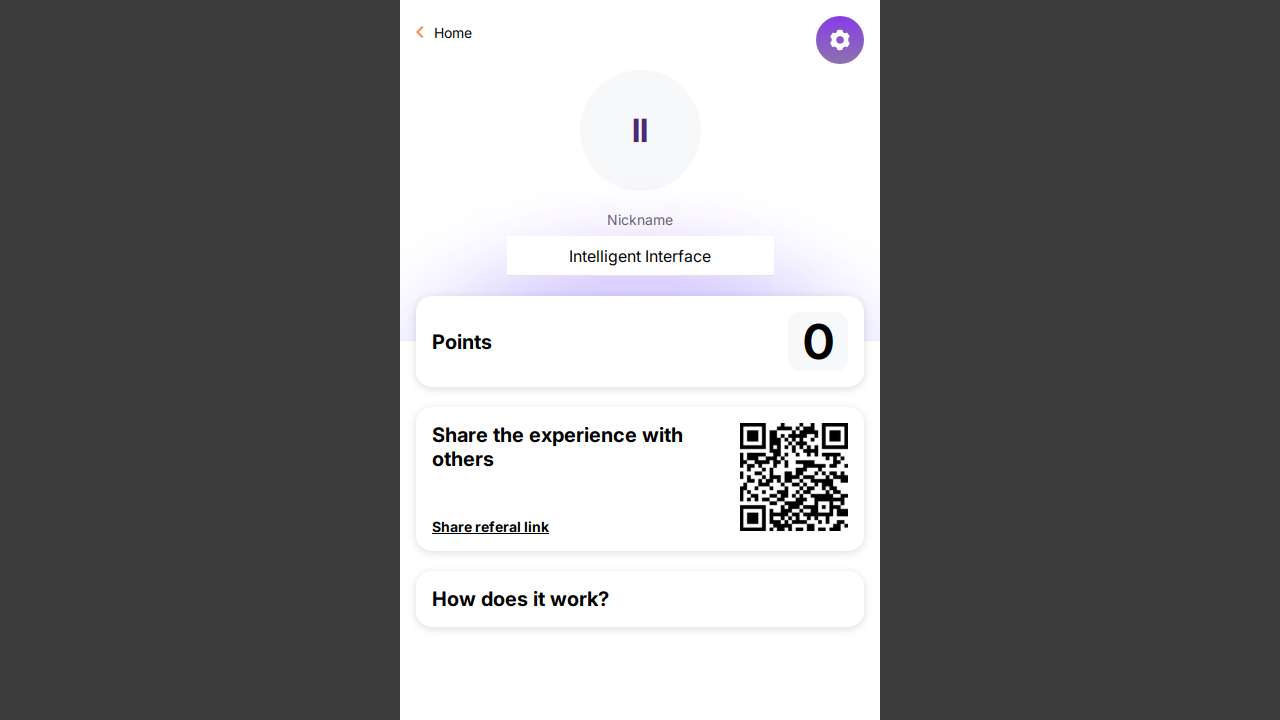 Home
II
Nickname
Intelligent Interface
Points
0
Share the experience with
others
Share referal link
How does it work?